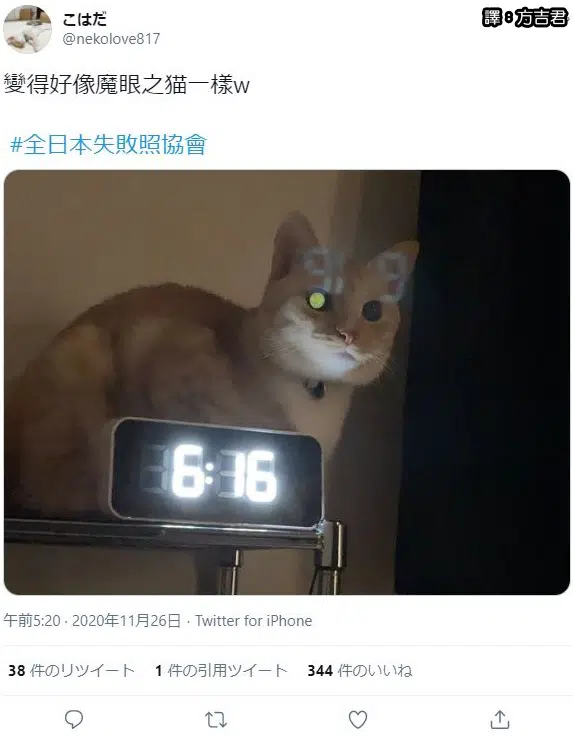 こはだ
@nekolove817
譯8方吉君
變得好像魔眼之猫一樣w
#全日本失敗照協會
6:16
午前5:20 · 2020年11月26日 · Twitter for iPhone
38 件のリツイート 1 件の引用ツイート 344 件のいいね